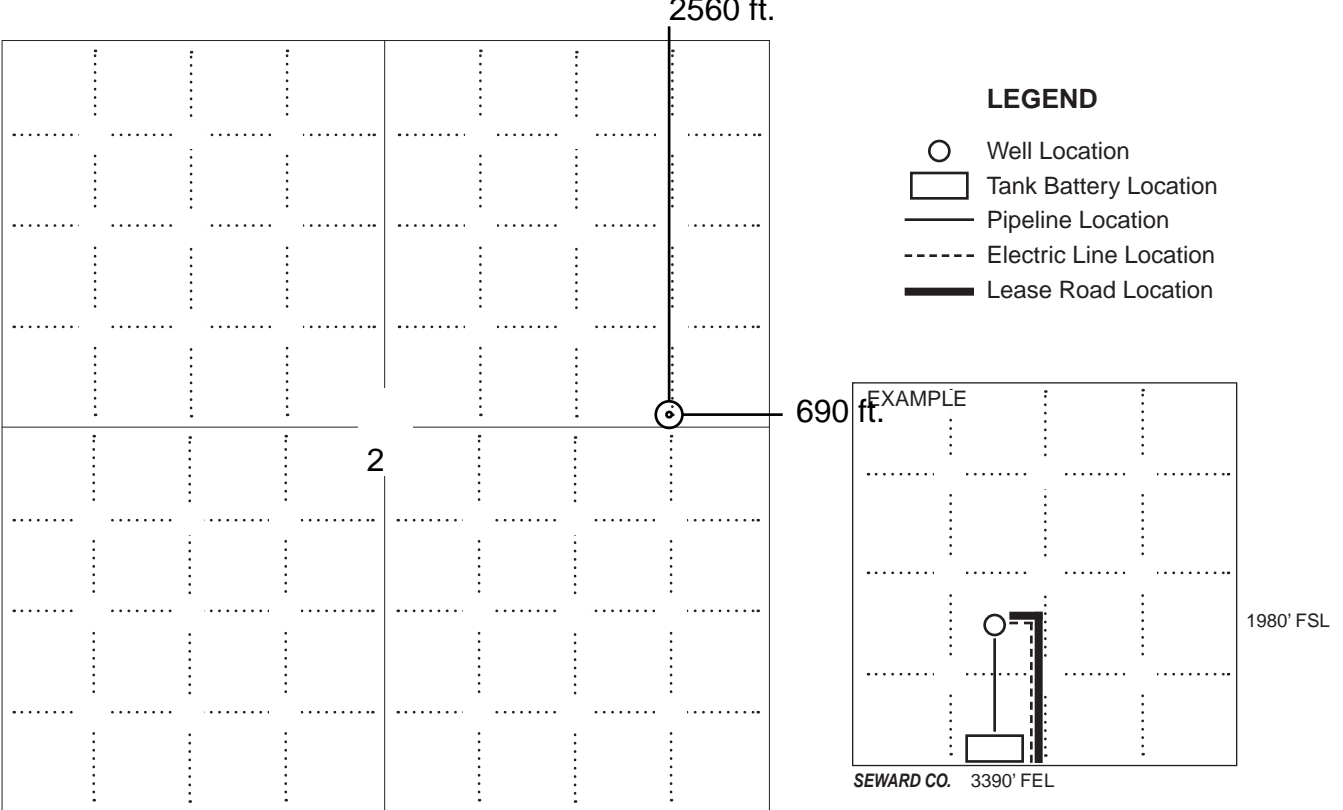 2560 ft.
LEGEND
Well Location
Tank Battery Location
Pipeline Location
Electric Line Location
Lease Road Location
690 ft.
EXAMPLE
2
1980' FSL
SEWARD CO. 3390' FEL